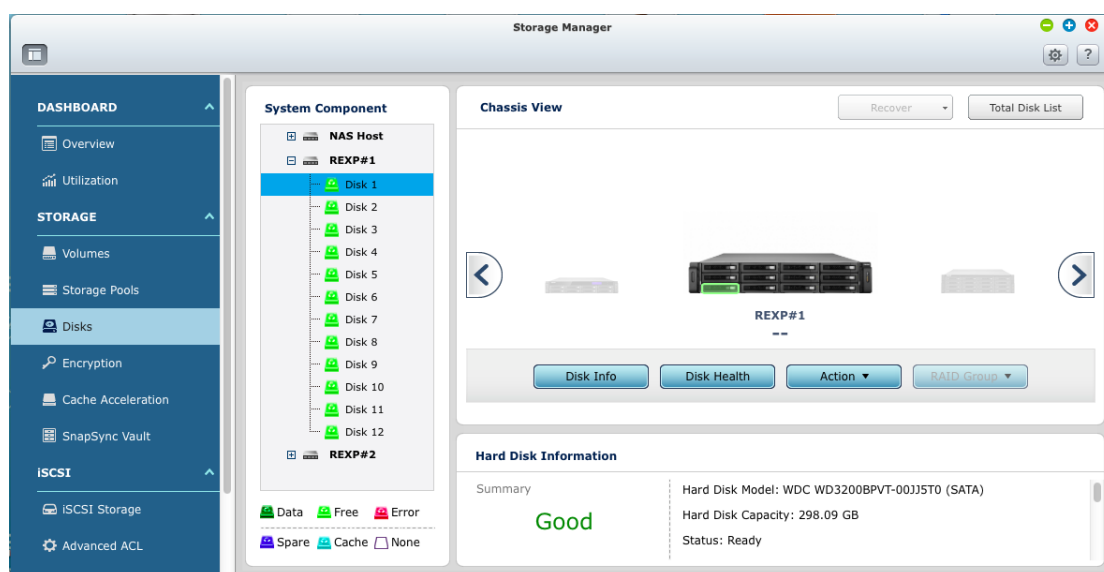 Storage Manager
?
DASHBOARD
Overview
Utilization
STORAGE
Volumes
Storage Pools
Disks
Encryption
Cache Acceleration
SnapSync Vault
iSCSI
iSCSI Storage
Advanced ACL
System Component
NAS Host
REXP#1
Disk 1
Disk 2
Disk 3
Disk 4
Disk 5
Disk 6
Disk 7
Disk 8
Disk 9
Disk 10
Disk 11
Disk 12
REXP#2
Data Free Error
Spare Cache None
Chassis View
Recover
Total Disk List
REXP#1
--
Disk Info
Disk Health
Action
RAID Group
Hard Disk Information
Summary
Good
Hard Disk Model: WDC WD3200BPVT-00JJ5T0 (SATA)
Hard Disk Capacity: 298.09 GB
Status: Ready